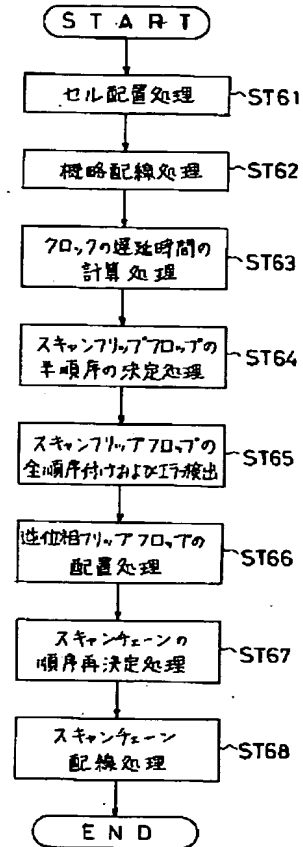 START
セル配置処理
ST61
概略配線処理
ST62
クロックの遅延時間の
計算処理
ST63
スキャンフリップフロップの
半順序の決定処理
ST64
スキャンフリップフロップの
全順序付けおよびエラー検出
ST65
逆位相フリップフロップの
配置処理
ST66
スキャンチェーンの
順序再決定処理
ST67
スキャンチェーン
配線処理
ST68
END